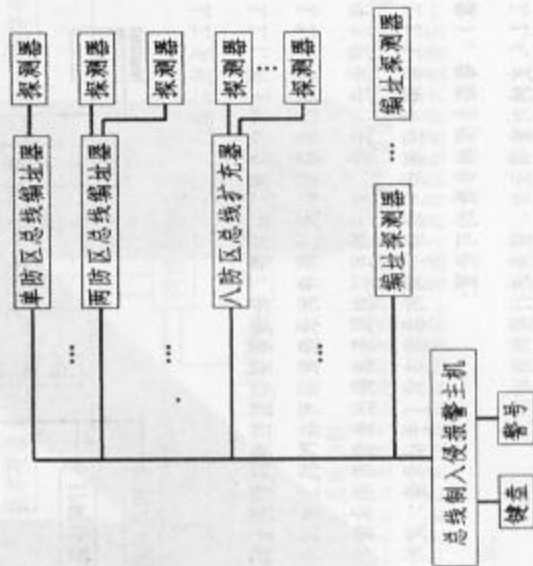 探测器
探测器
探测器
探测器
…
探测器
单防区总线编址器
两防区总线编址器
八防区总线扩充器
编址探测器
…
编址探测器
…
…
…
总线制入侵报警主机
键盘
警号